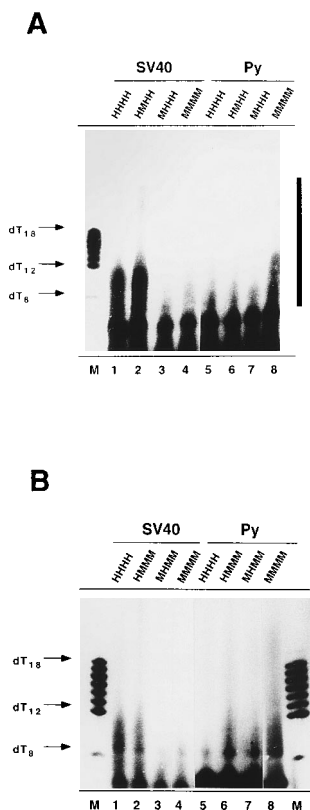 A
SV40 Py
HHHH HMHH MHHH MMMM HHHH HMHH MHHH MMMM
dT18
dT12
dT6
M 1 2 3 4 5 6 7 8
B
SV40 Py
HHHH HMMM MHMM MMMM HHHH HMMM MHMM MMMM
dT18
dT12
dT8
M 1 2 3 4 5 6 7 8 M